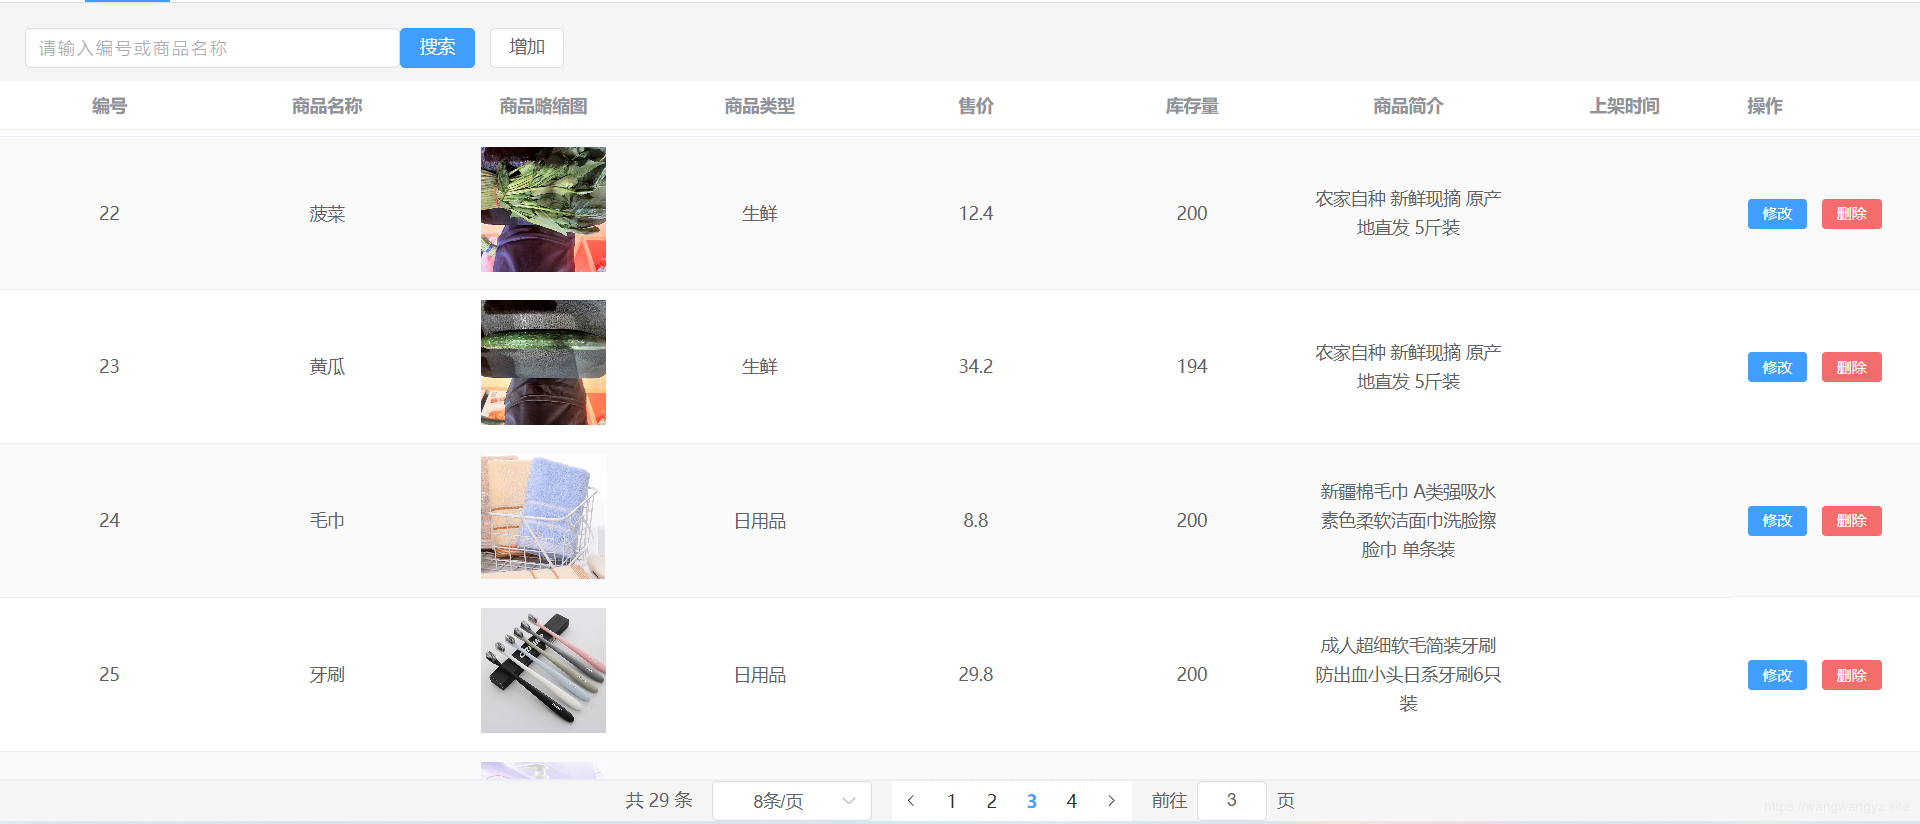 请输入编号或商品名称 搜索 增加
编号 商品名称 商品略缩图 商品类型 售价 库存量 商品简介 上架时间 操作
22 菠菜 生鲜 12.4 200 农家自种 新鲜现摘 原产
地直发 5斤装 修改 删除
23 黄瓜 生鲜 34.2 194 农家自种 新鲜现摘 原产
地直发 5斤装 修改 删除
24 毛巾 日用品 8.8 200 新疆棉毛巾 A类强吸水
素色柔软洁面巾洗脸擦
脸巾 单条装 修改 删除
25 牙刷 日用品 29.8 200 成人超细软毛简装牙刷
防出血小头日系牙刷6只
装 修改 删除
共 29 条 8条/页 1 2 3 4 前往 3 页
https://wangwangyz.site